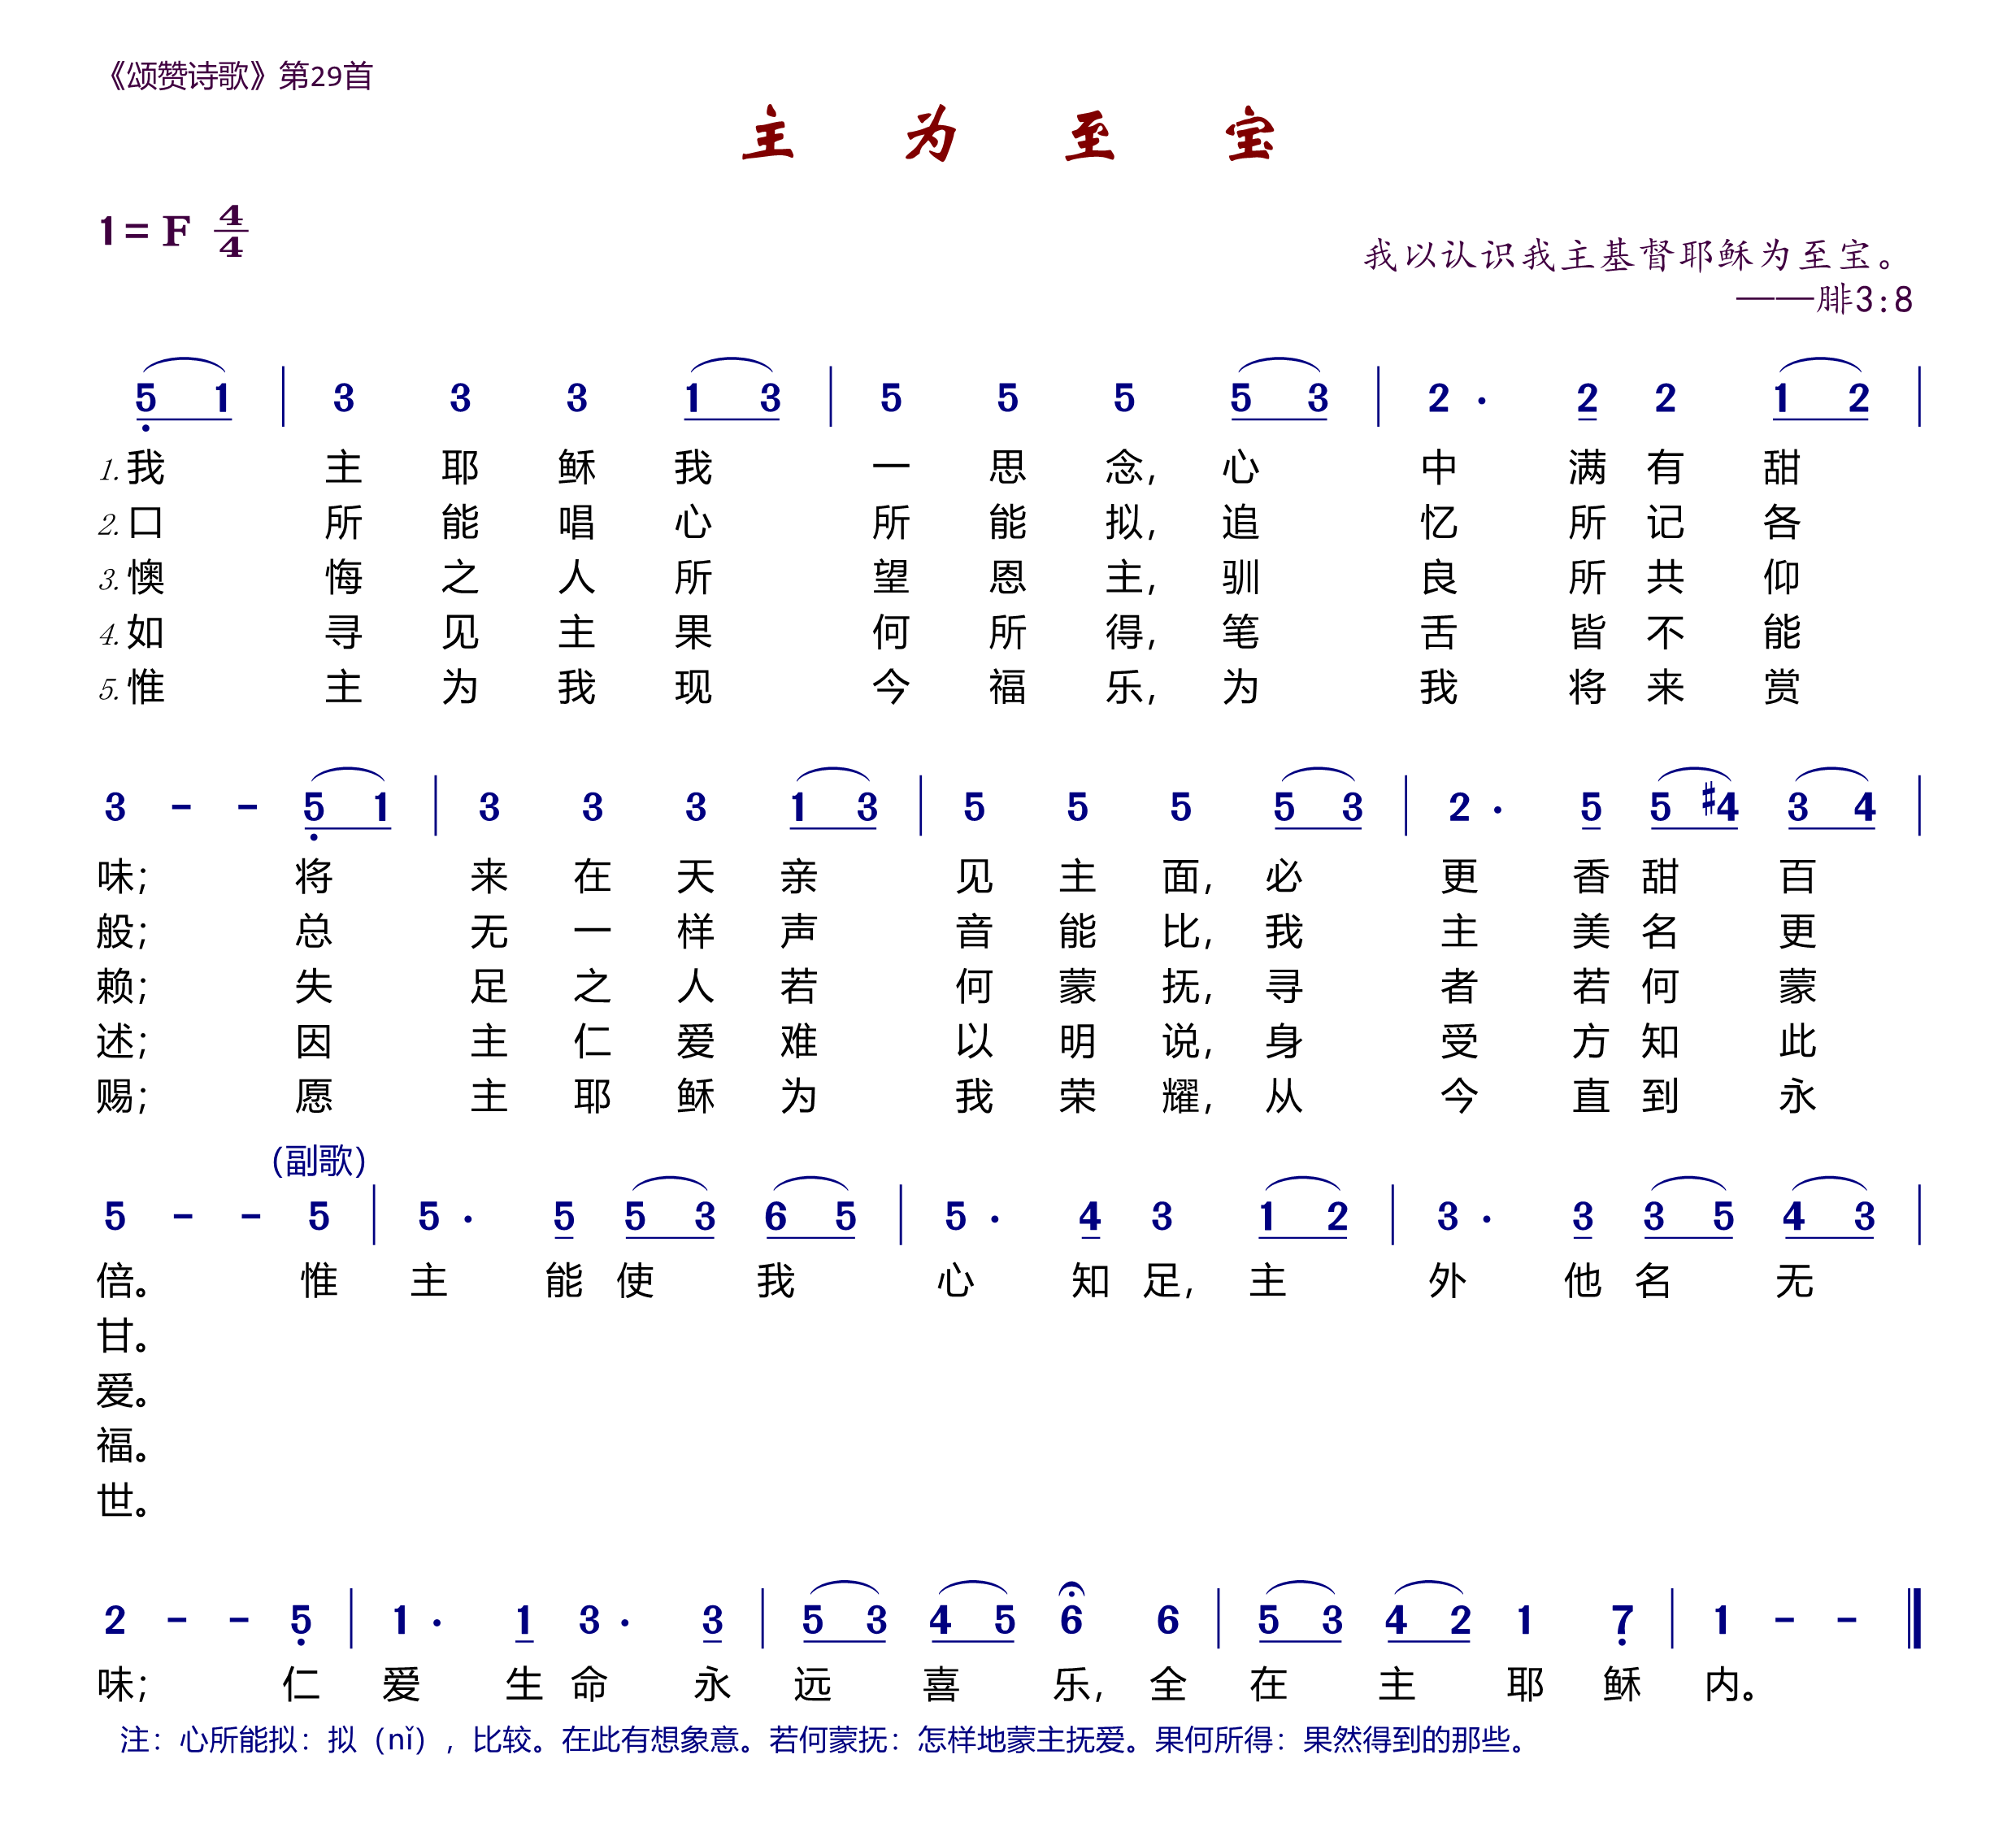 《颂赞诗歌》第29首
主为至宝
1=F 4/4
我以认识我主基督耶稣为至宝。
——腓3:8
5 1 | 3 3 3 1 3 | 5 5 5 5 3 | 2 · 2 2 1 2 |
1.我 主 耶 稣 我 一 思 念, 心 中 满 有 甜
2.口 所 能 唱 心 所 能 拟, 追 忆 所 记 各
3.懊 悔 之 人 所 望 恩 主, 驯 良 所 共 仰
4.如 寻 见 主 果 何 所 得, 笔 舌 皆 不 能
5.惟 主 为 我 现 今 福 乐, 为 我 将 来 赏
3 - - 5 1 | 3 3 3 1 3 | 5 5 5 5 3 | 2 · 5 5 #4 3 4 |
味; 将 来 在 天 亲 见 主 面, 必 更 香 甜 百
般; 总 无 一 样 声 音 能 比, 我 主 美 名 更
赖; 失 足 之 人 若 何 蒙 抚, 寻 者 若 何 蒙
述; 因 主 仁 爱 难 以 明 说, 身 受 方 知 此
赐; 愿 主 耶 稣 为 我 荣 耀, 从 今 直 到 永
(副歌)
5 - - 5 | 5 · 5 5 3 6 5 | 5 · 4 3 1 2 | 3 · 3 3 5 4 3 |
倍。 惟 主 能 使 我 心 知 足, 主 外 他 名 无
甘。
爱。
福。
世。
2 - - 5 | 1 · 1 3 · 3 | 5 3 4 5 6 6 | 5 3 4 2 1 7 | 1 - - ‖
味; 仁 爱 生 命 永 远 喜 乐, 全 在 主 耶 稣 内。
注：心所能拟：拟（nǐ），比较。在此有想象意。若何蒙抚：怎样地蒙主抚爱。果何所得：果然得到的那些。